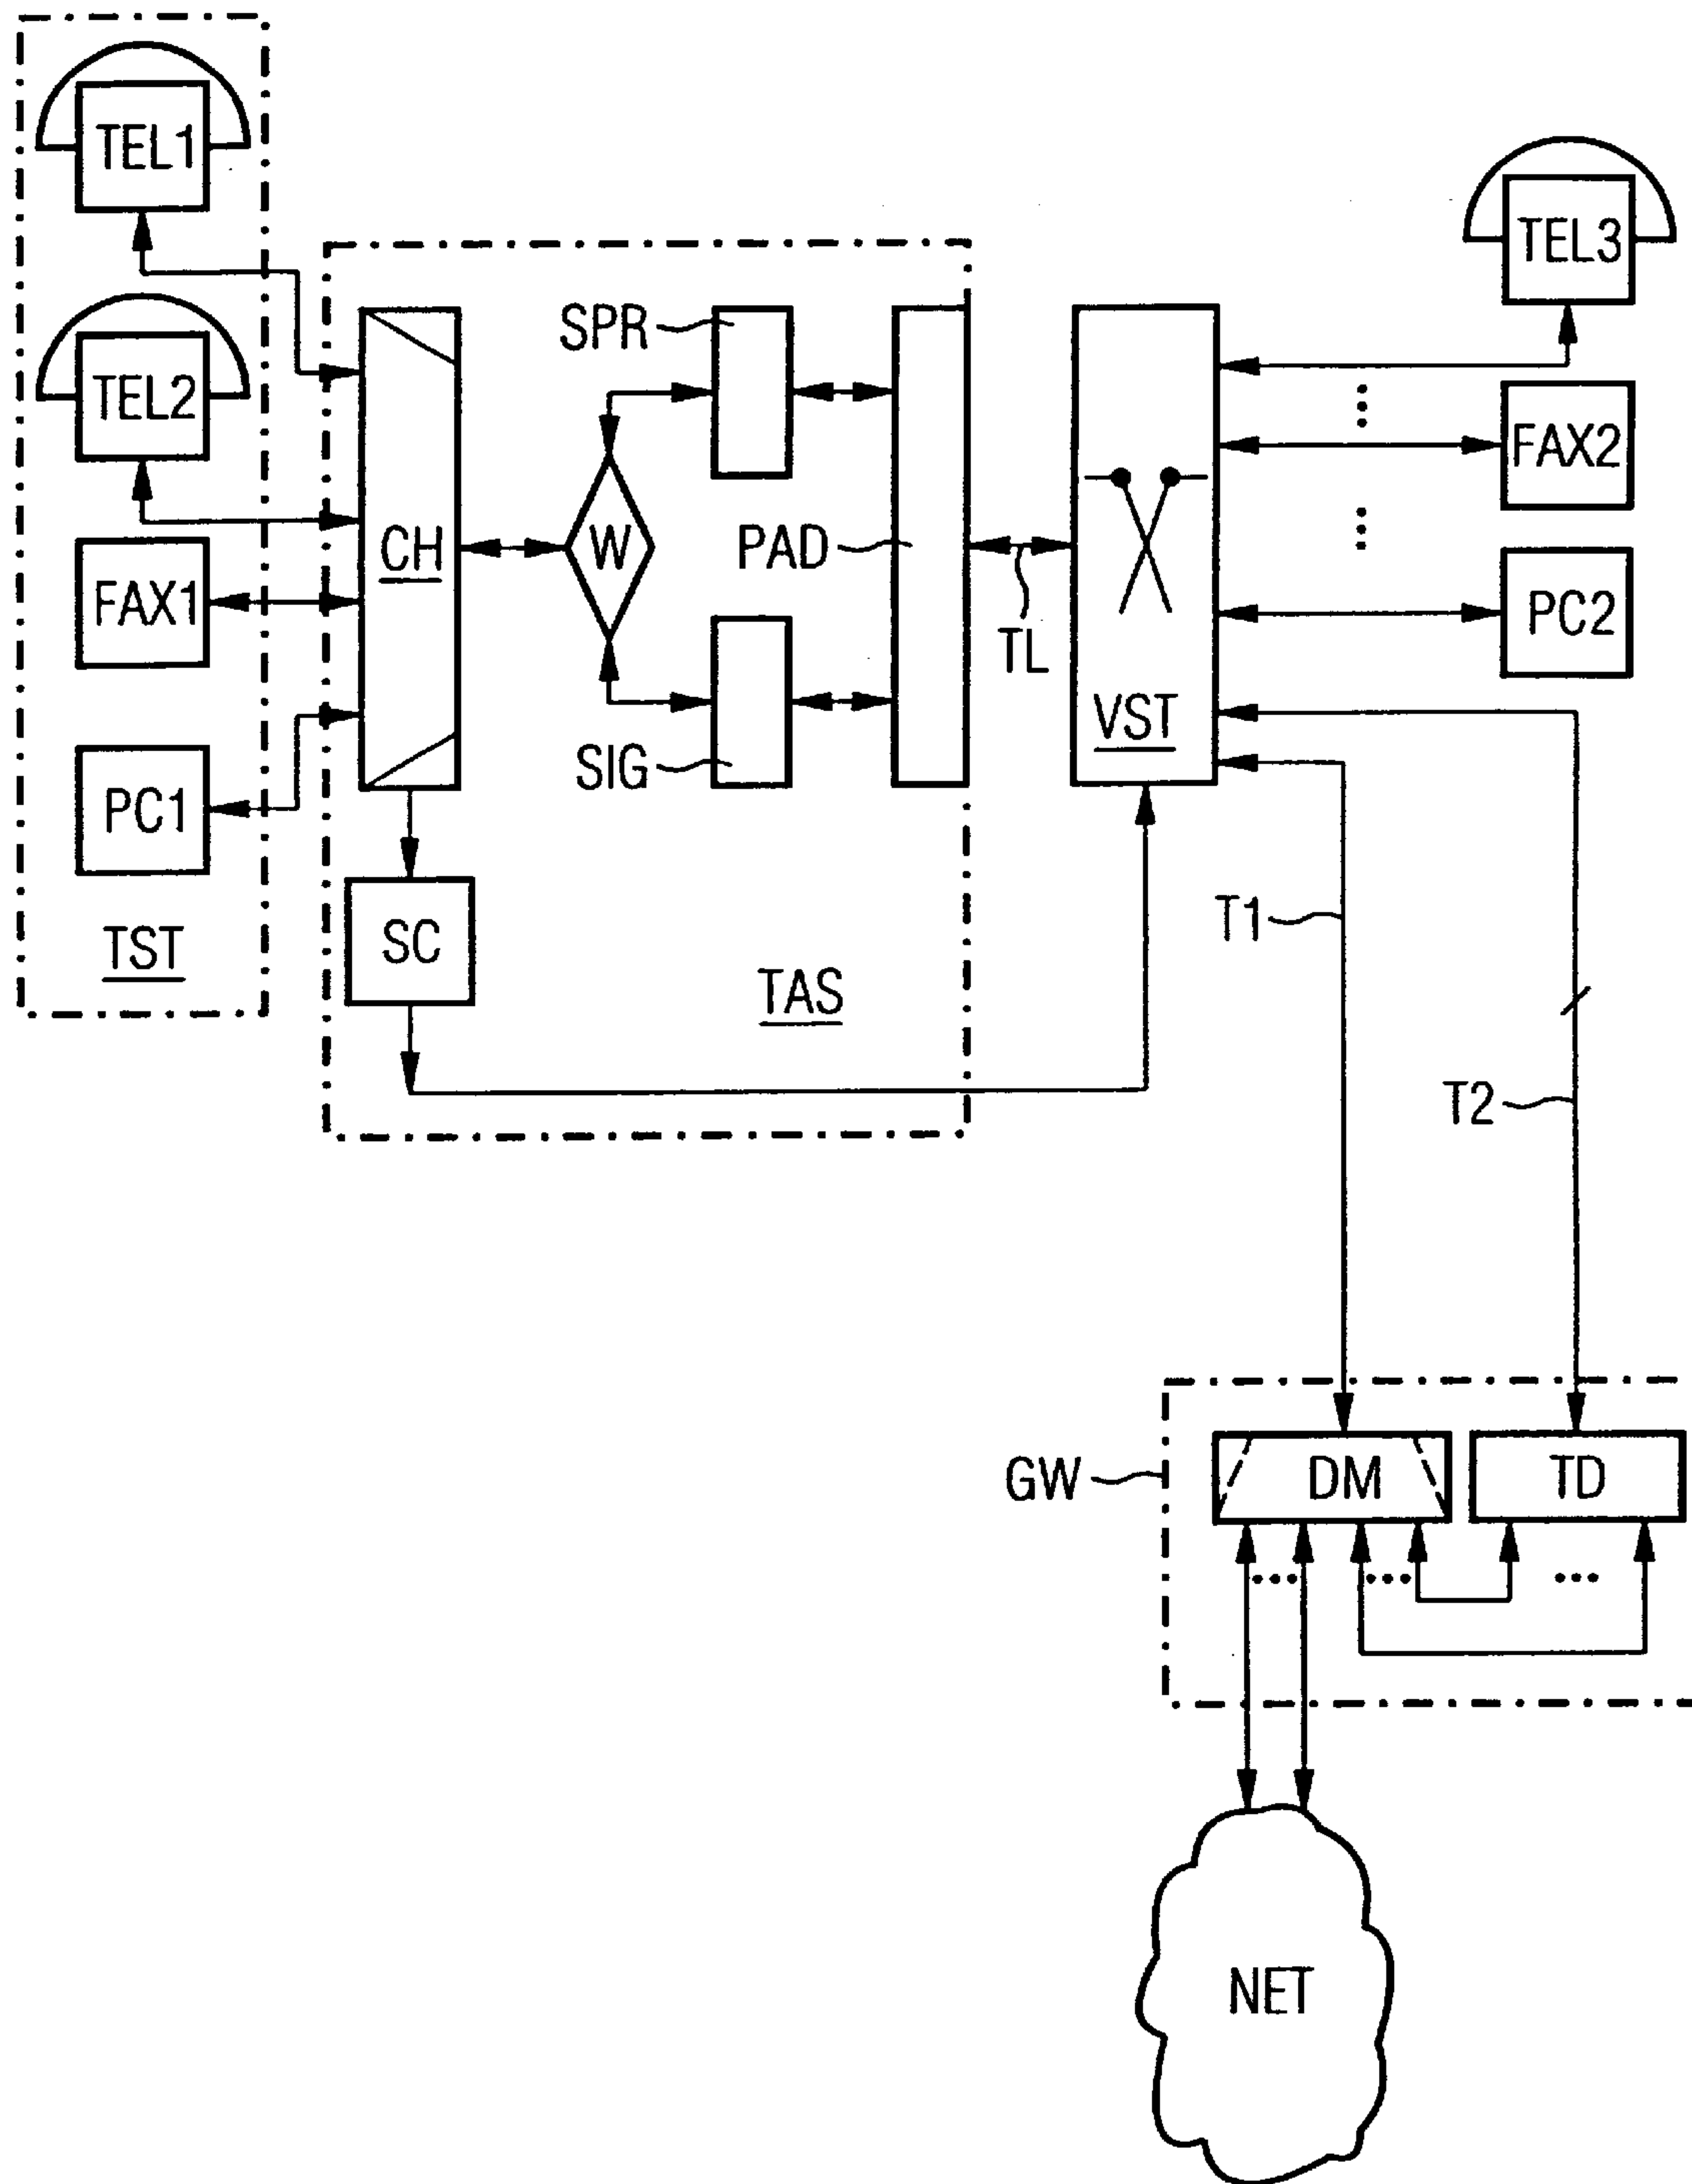 TEL1
TEL2
FAX1
PC1
TST
CH
SC
W
SPR
SIG
PAD
TAS
TL
VST
TEL3
FAX2
PC2
T1
T2
GW
DM
TD
NET